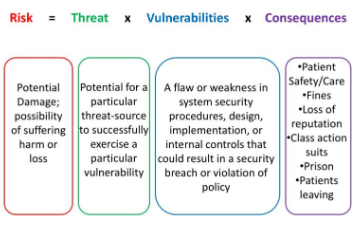 Risk = Threat x Vulnerabilities x Consequences
Potential
Damage;
possibility
of suffering
harm or
loss
Potential for a
particular
threat-source
to successfully
exercise a
particular
vulnerability
A flaw or weakness in
system security
procedures, design,
implementation, or
internal controls that
could result in a security
breach or violation of
policy
•Patient
Safety/Care
•Fines
•Loss of
reputation
•Class action
suits
•Prison
•Patients
leaving